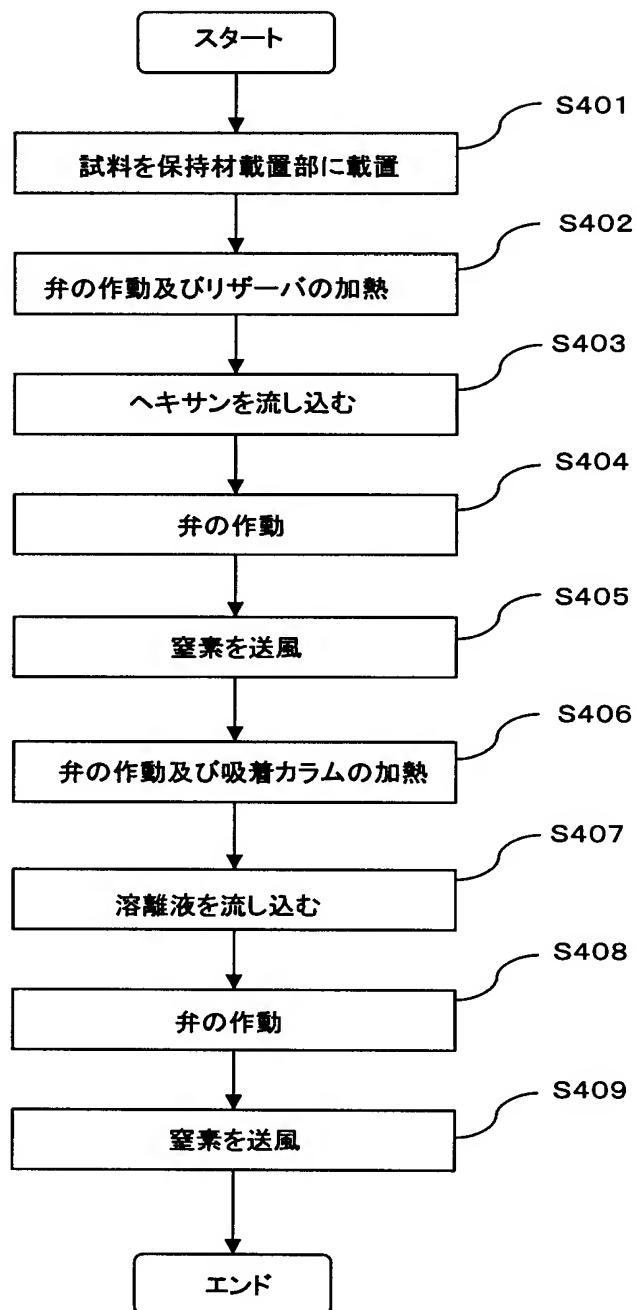 スタート
S401
試料を保持材載置部に載置
S402
弁の作動及びリザーバの加熱
S403
ヘキサンを流し込む
S404
弁の作動
S405
窒素を送風
S406
弁の作動及び吸着カラムの加熱
S407
溶離液を流し込む
S408
弁の作動
S409
窒素を送風
エンド